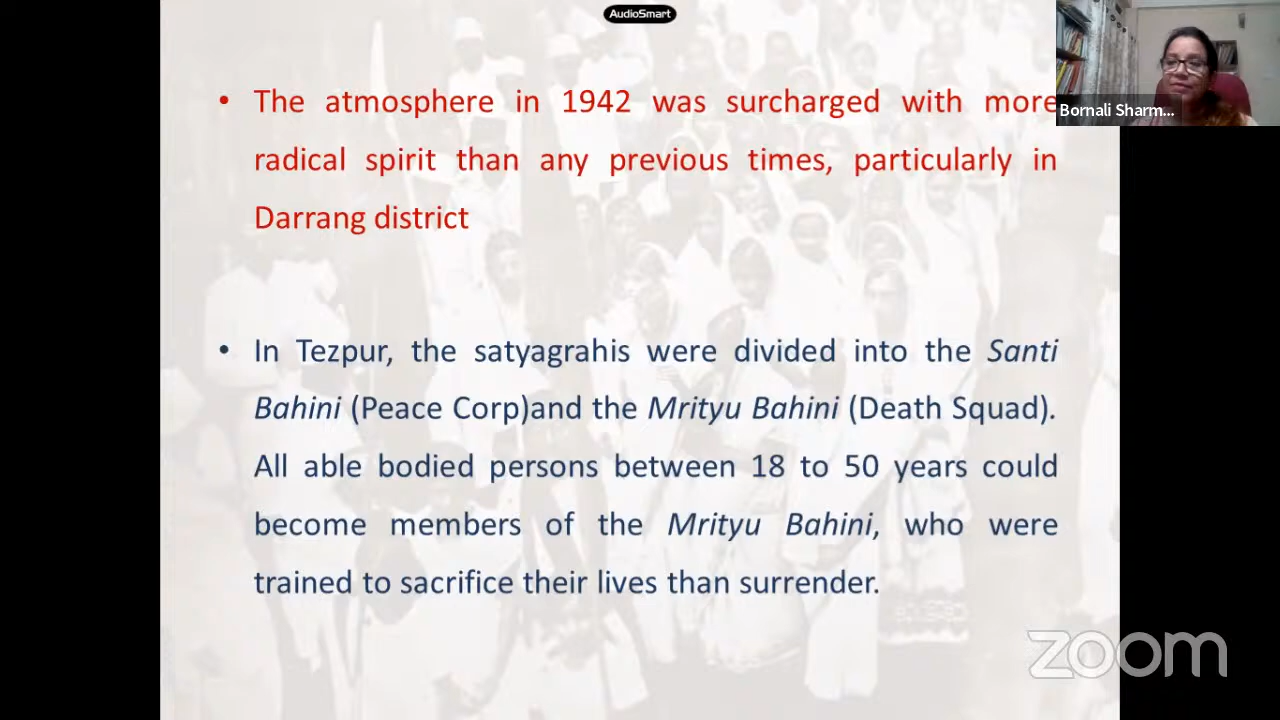 AudioSmart
• The atmosphere in 1942 was surcharged with more
radical spirit than any previous times, particularly in
Darrang district
• In Tezpur, the satyagrahis were divided into the Santi
Bahini (Peace Corp)and the Mrityu Bahini (Death Squad).
All able bodied persons between 18 to 50 years could
become members of the Mrityu Bahini, who were
trained to sacrifice their lives than surrender.
Bornali Sharm...
zoom